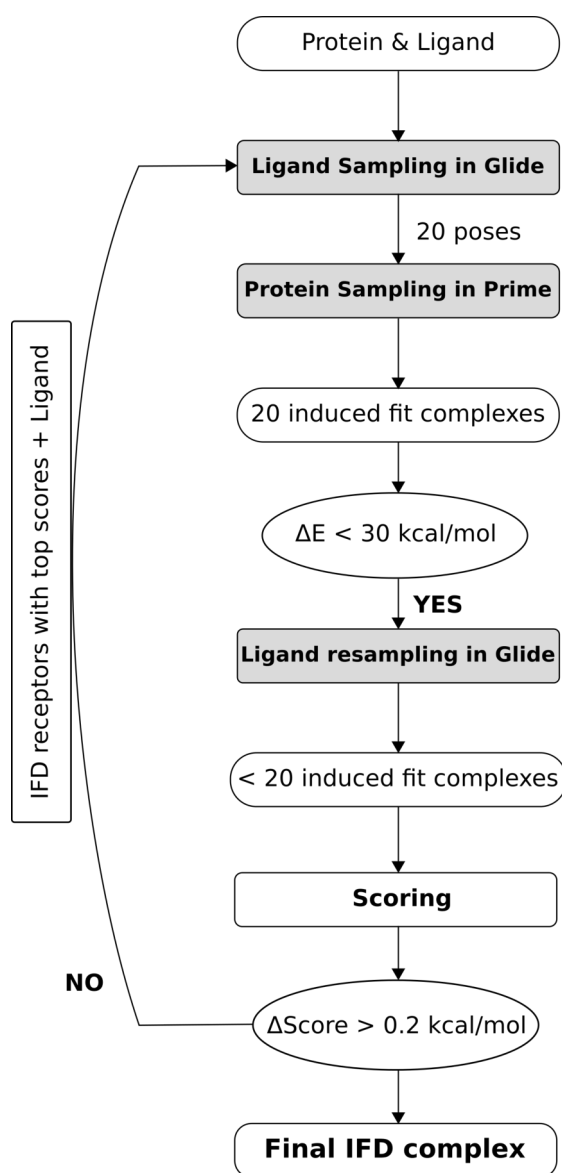 Protein & Ligand
Ligand Sampling in Glide
20 poses
Protein Sampling in Prime
20 induced fit complexes
ΔE < 30 kcal/mol
YES
Ligand resampling in Glide
< 20 induced fit complexes
Scoring
NO
ΔScore > 0.2 kcal/mol
Final IFD complex
IFD receptors with top scores + Ligand